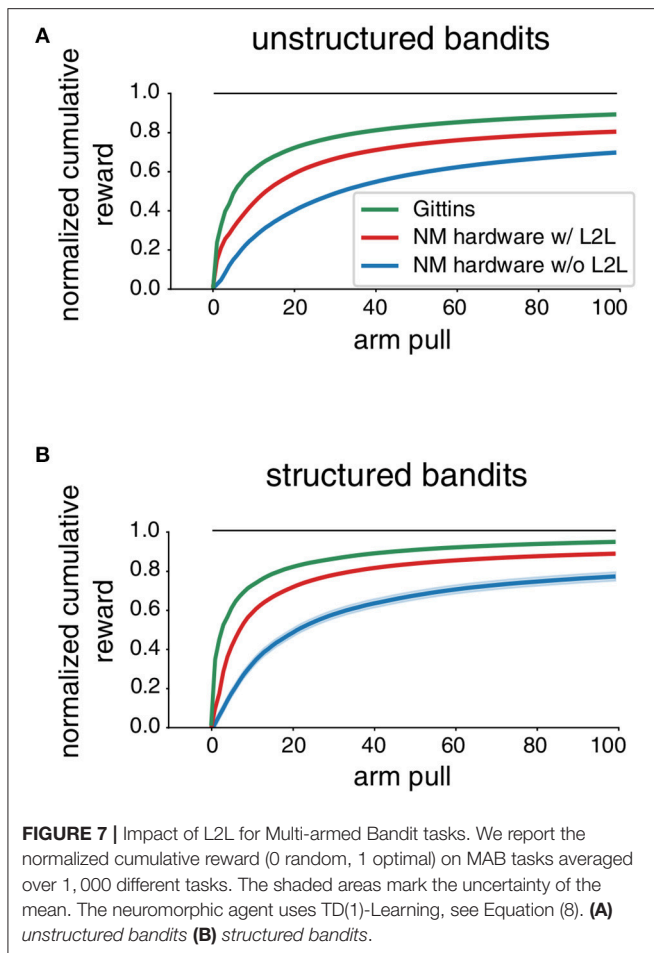 A
unstructured bandits
normalized cumulative
reward
1.0
0.8
0.6
0.4
0.2
0.0
Gittins
NM hardware w/ L2L
NM hardware w/o L2L
0 20 40 60 80 100
arm pull
B
structured bandits
normalized cumulative
reward
1.0
0.8
0.6
0.4
0.2
0.0
0 20 40 60 80 100
arm pull
FIGURE 7 | Impact of L2L for Multi-armed Bandit tasks. We report the
normalized cumulative reward (0 random, 1 optimal) on MAB tasks averaged
over 1, 000 different tasks. The shaded areas mark the uncertainty of the
mean. The neuromorphic agent uses TD(1)-Learning, see Equation (8). (A)
unstructured bandits (B) structured bandits.